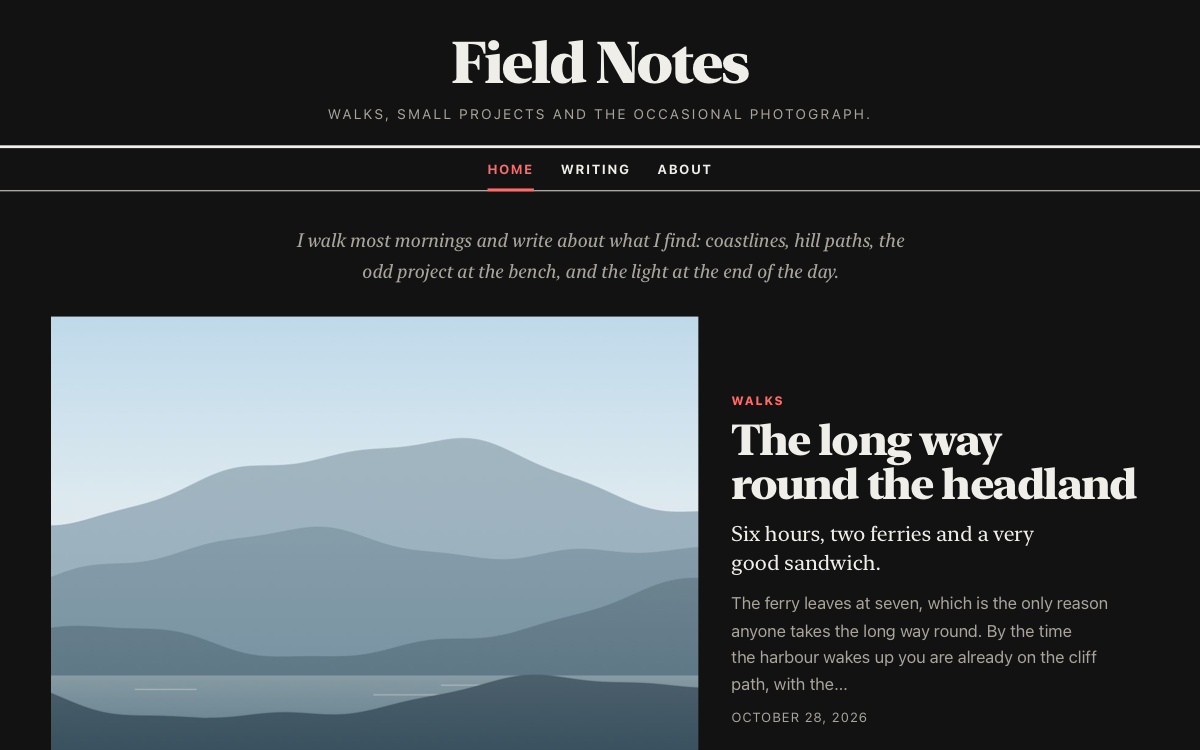 Field Notes
WALKS, SMALL PROJECTS AND THE OCCASIONAL PHOTOGRAPH.
HOME WRITING ABOUT
I walk most mornings and write about what I find: coastlines, hill paths, the
odd project at the bench, and the light at the end of the day.
WALKS
The long way
round the headland
Six hours, two ferries and a very
good sandwich.
The ferry leaves at seven, which is the only reason
anyone takes the long way round. By the time
the harbour wakes up you are already on the cliff
path, with the…
OCTOBER 28, 2026